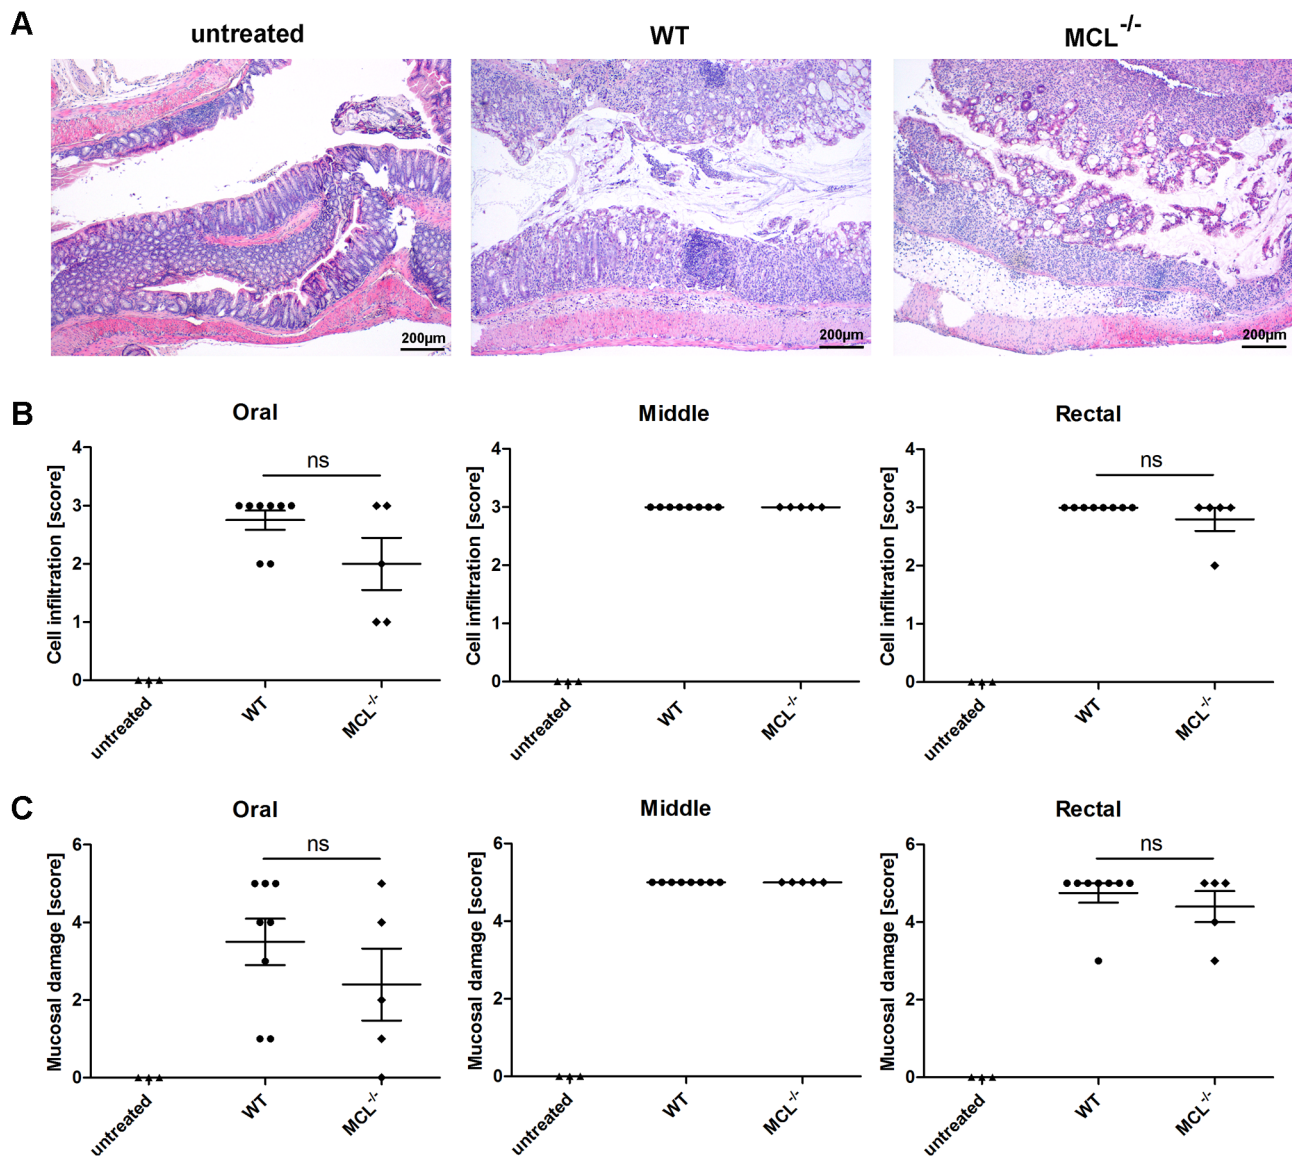 A
untreated
WT
MCL-/-
200µm
200µm
200µm
B
Oral
Middle
Rectal
Cell infiltration [score]
4
3
2
1
0
ns
untreated
WT
MCL-/-
Cell infiltration [score]
4
3
2
1
0
untreated
WT
MCL-/-
Cell infiltration [score]
4
3
2
1
0
ns
untreated
WT
MCL-/-
C
Oral
Middle
Rectal
Mucosal damage [score]
6
4
2
0
ns
untreated
WT
MCL-/-
Mucosal damage [score]
6
4
2
0
untreated
WT
MCL-/-
Mucosal damage [score]
6
4
2
0
ns
untreated
WT
MCL-/-